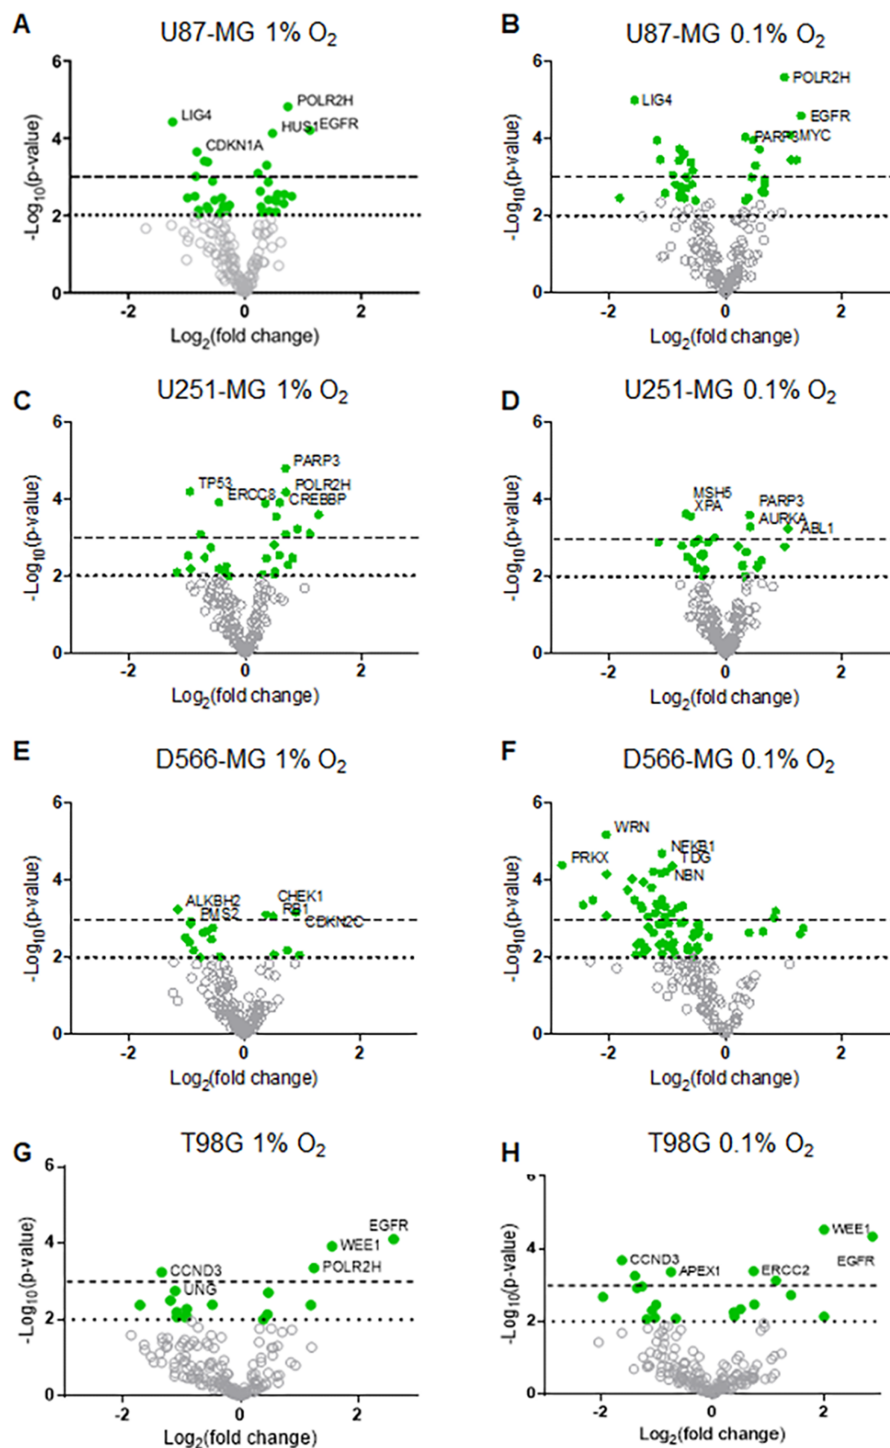 A
U87-MG 1% O2
6
4
2
0
-2
0
2
-Log10(p-value)
Log2(fold change)
LIG4
CDKN1A
POLR2H
HUS1
EGFR
B
U87-MG 0.1% O2
6
4
2
0
-2
0
2
-Log10(p-value)
Log2(fold change)
LIG4
POLR2H
EGFR
PARP3
MYC
C
U251-MG 1% O2
6
4
2
0
-2
0
2
-Log10(p-value)
Log2(fold change)
TP53
ERCC8
PARP3
POLR2H
CREBBP
D
U251-MG 0.1% O2
6
4
2
0
-2
0
2
-Log10(p-value)
Log2(fold change)
MSH5
XPA
PARP3
AURKA
ABL1
E
D566-MG 1% O2
6
4
2
0
-2
0
2
-Log10(p-value)
Log2(fold change)
ALKBH2
PMS2
CHEK1
RB1
CDKN2C
F
D566-MG 0.1% O2
6
4
2
0
-2
0
2
-Log10(p-value)
Log2(fold change)
WRN
PRKX
NFKB1
TDG
NBN
G
T98G 1% O2
6
4
2
0
-2
0
2
-Log10(p-value)
Log2(fold change)
CCND3
UNG
EGFR
WEE1
POLR2H
H
T98G 0.1% O2
6
4
2
0
-2
0
2
-Log10(p-value)
Log2(fold change)
CCND3
APEX1
ERCC2
WEE1
EGFR